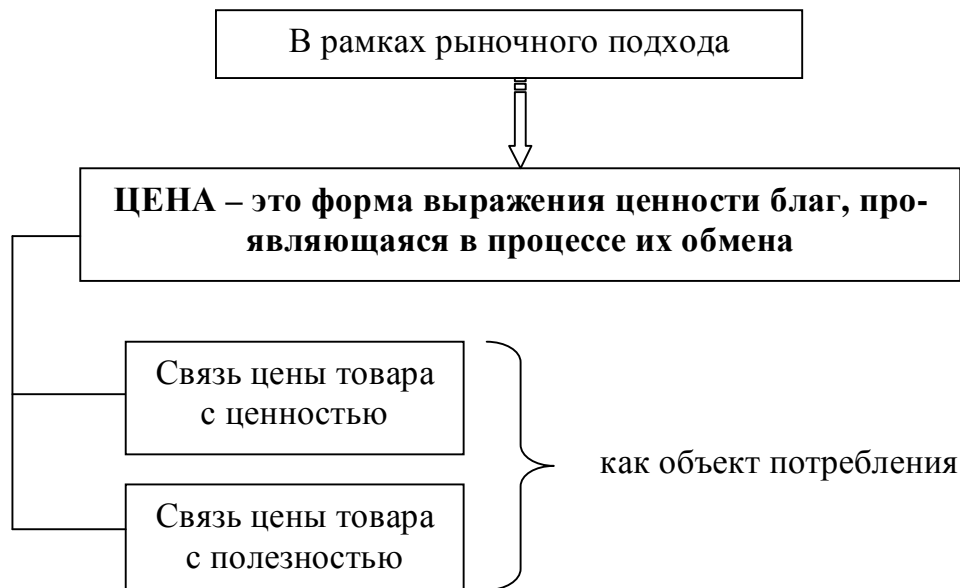 В рамках рыночного подхода
ЦЕНА – это форма выражения ценности благ, про-
являющаяся в процессе их обмена
Связь цены товара
с ценностью
как объект потребления
Связь цены товара
с полезностью